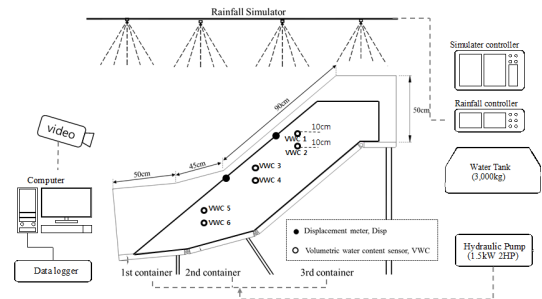 Rainfall Simulator
Simulater controller
90cm
50cm
Rainfall controller
10cm
VWC 1
10cm
VWC 2
video
45cm
50cm
VWC 3
VWC 4
Water Tank
(3,000kg)
Computer
VWC 5
VWC 6
Displacement meter, Disp
Volumetric water content sensor, VWC
Hydraulic Pump
(1.5kW 2HP)
Data logger
1st container
2nd container
3rd container